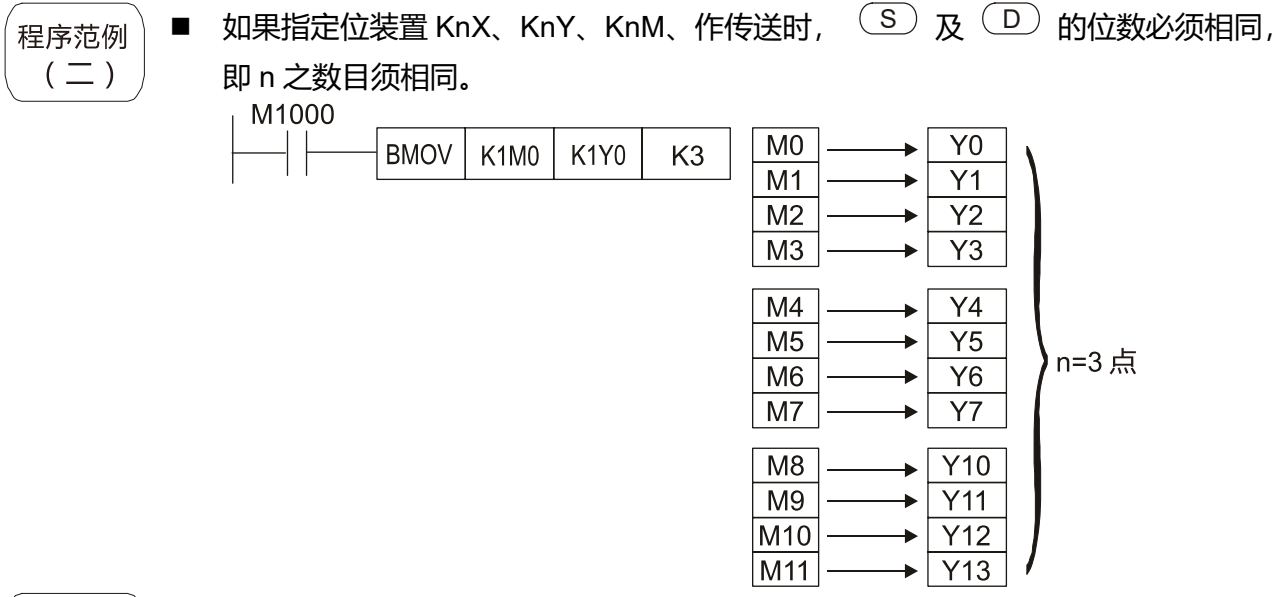 程序范例
（二）
■ 如果指定位装置 KnX、KnY、KnM、作传送时， S 及 D 的位数必须相同，
即 n 之数目须相同。
M1000
BMOV K1M0 K1Y0 K3
M0 Y0
M1 Y1
M2 Y2
M3 Y3
M4 Y4
M5 Y5
M6 Y6
M7 Y7
n=3 点
M8 Y10
M9 Y11
M10 Y12
M11 Y13